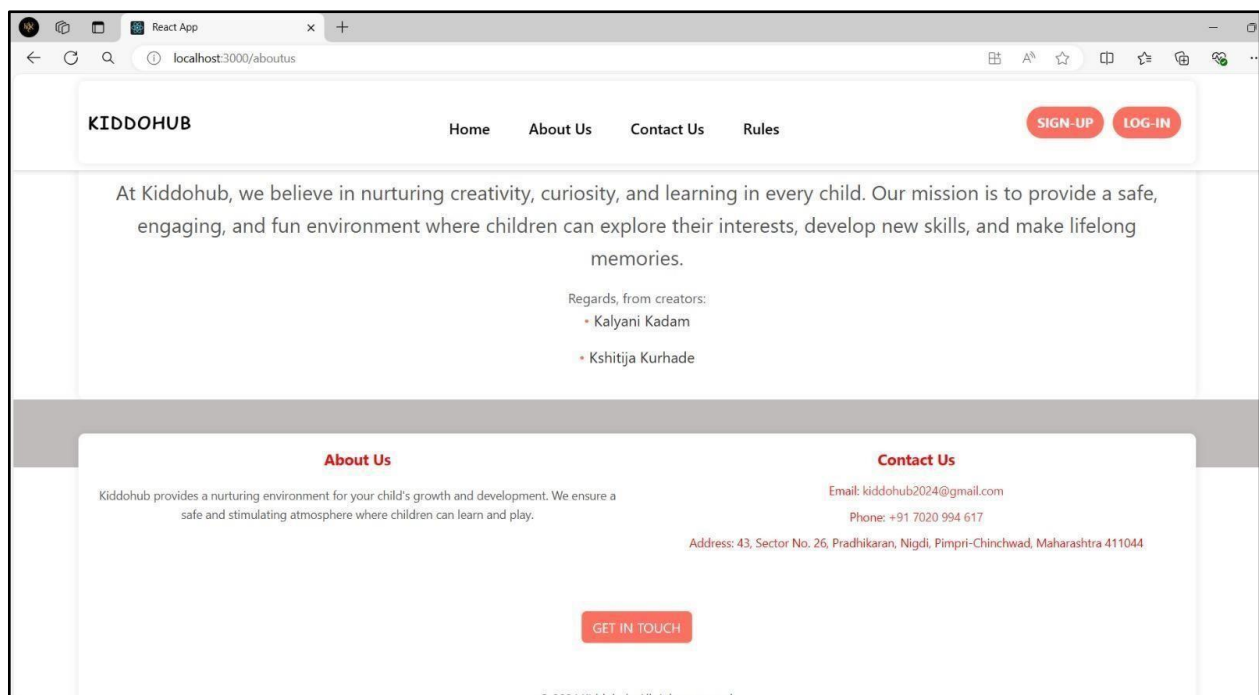 React App
localhost:3000/aboutus
KIDDOHUB
Home About Us Contact Us Rules
SIGN-UP LOG-IN
At Kiddohub, we believe in nurturing creativity, curiosity, and learning in every child. Our mission is to provide a safe,
engaging, and fun environment where children can explore their interests, develop new skills, and make lifelong
memories.
Regards, from creators:
• Kalyani Kadam
• Kshitija Kurhade
About Us
Kiddohub provides a nurturing environment for your child's growth and development. We ensure a
safe and stimulating atmosphere where children can learn and play.
Contact Us
Email: kiddohub2024@gmail.com
Phone: +91 7020 994 617
Address: 43, Sector No. 26, Pradhikaran, Nigdi, Pimpri-Chinchwad, Maharashtra 411044
GET IN TOUCH